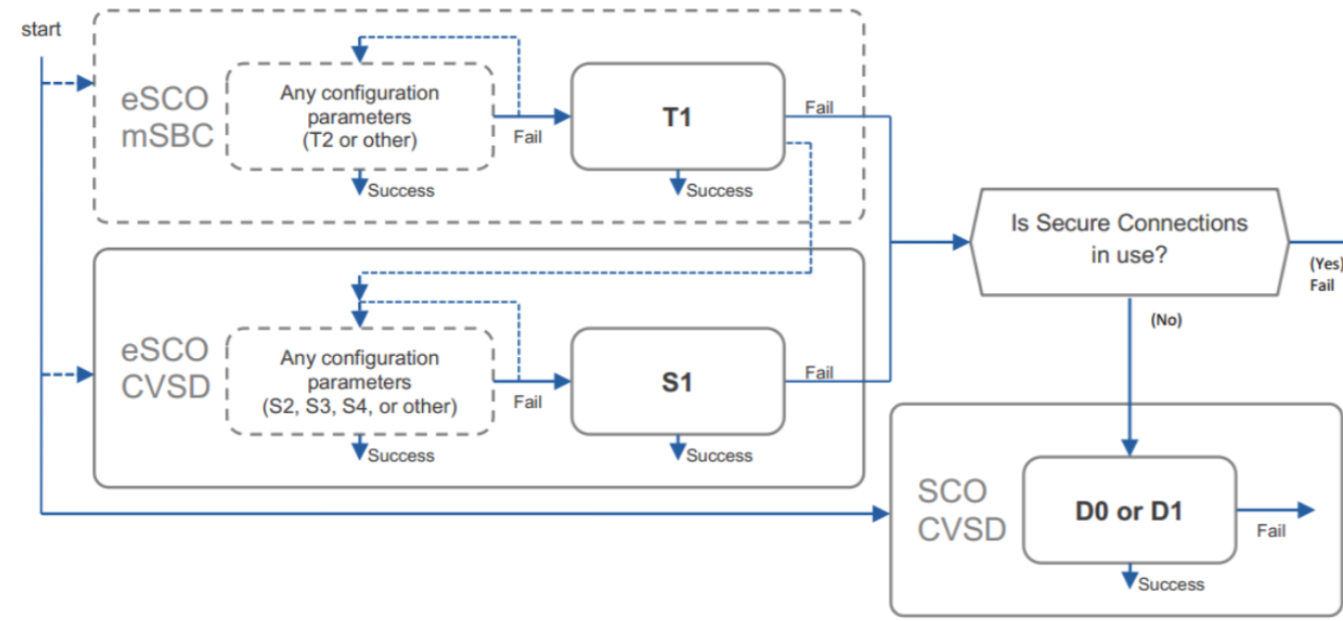 start
eSCO
mSBC
Any configuration
parameters
(T2 or other)
Fail
Success
T1
Fail
Success
eSCO
CVSD
Any configuration
parameters
(S2, S3, S4, or other)
Fail
Success
S1
Fail
Success
Is Secure Connections
in use?
(Yes)
Fail
(No)
SCO
CVSD
D0 or D1
Fail
Success